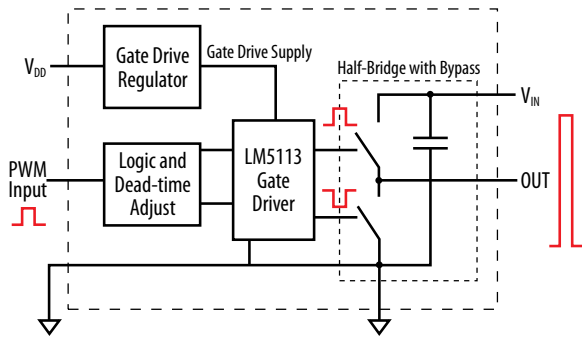 Gate Drive
Regulator
Gate Drive Supply
Half-Bridge with Bypass
VDD
VIN
PWM
Input
Logic and
Dead-time
Adjust
LM5113
Gate
Driver
OUT